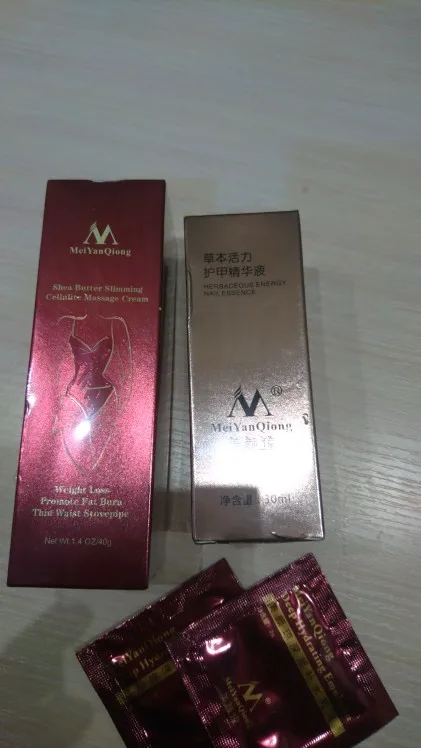 MeiYanQiong
Shea Butter Slimming
Cellulite Massage Cream
Weight Loss
Promote Fat Burn
Thin Waist Stovepipe
Net Wt 1.4 OZ/40g
草本活力
护甲精华液
HERBACEOUS ENERGY
NAIL ESSENCE
®
MeiYanQiong
净含量:30ml
MeiYanQiong